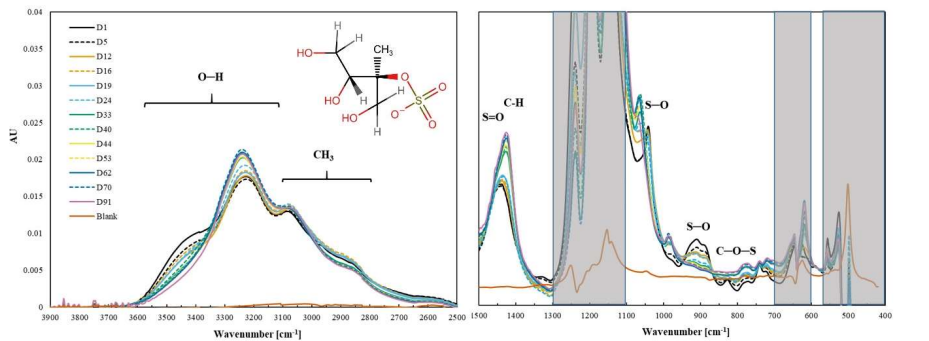 0.04
0.035
0.03
0.025
0.02
0.015
0.01
0.005
0
AU
D1
D5
D12
D16
D19
D24
D33
D40
D44
D53
D62
D70
D91
Blank
O—H
CH3
H
H
HO
CH3
HO
H
H
HO
H
O
S
O
O
O⁻
3900 3800 3700 3600 3500 3400 3300 3200 3100 3000 2900 2800 2700 2600 2500
Wavenumber [cm-1]
C-H
S=O
S—O
S—O
C—O—S
1500 1400 1300 1200 1100 1000 900 800 700 600 500 400
Wavenumber [cm-1]